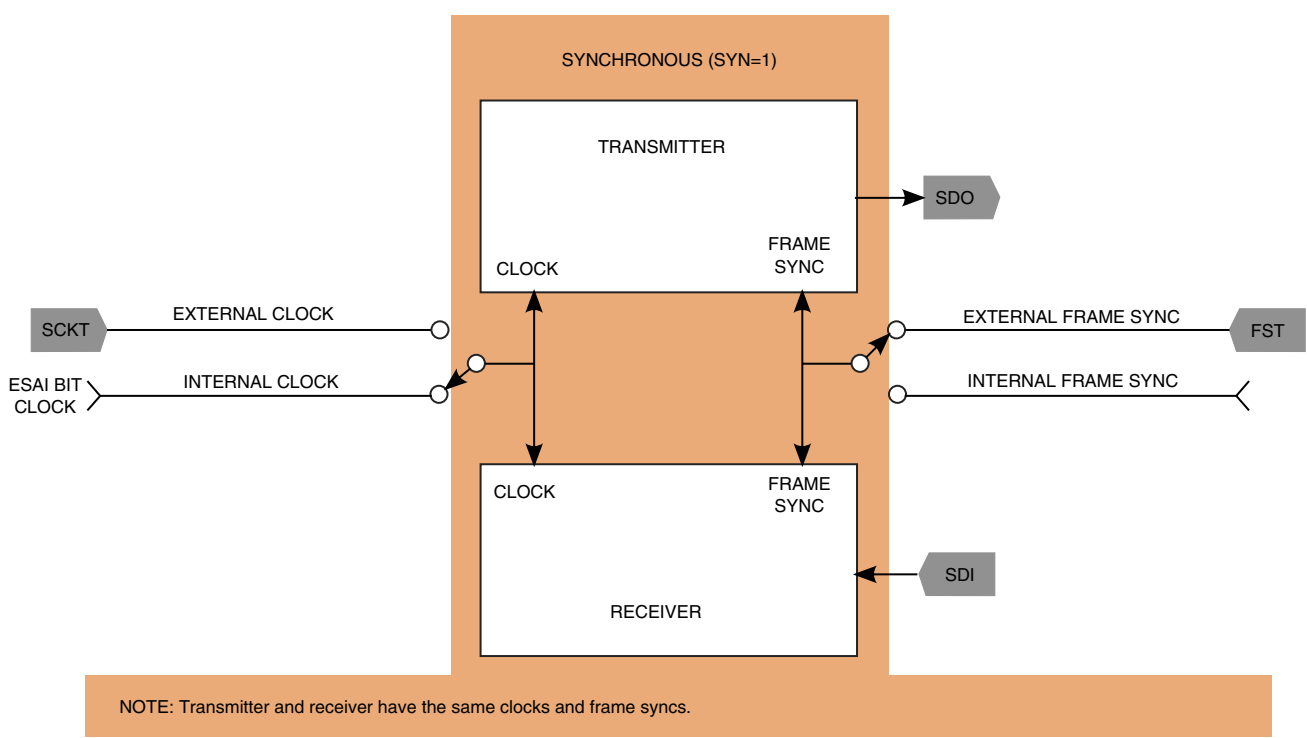 SYNCHRONOUS (SYN=1)
TRANSMITTER
SDO
FRAME
SYNC
CLOCK
SCKT
EXTERNAL CLOCK
EXTERNAL FRAME SYNC
FST
ESAI BIT
CLOCK
INTERNAL CLOCK
INTERNAL FRAME SYNC
CLOCK
FRAME
SYNC
SDI
RECEIVER
NOTE: Transmitter and receiver have the same clocks and frame syncs.